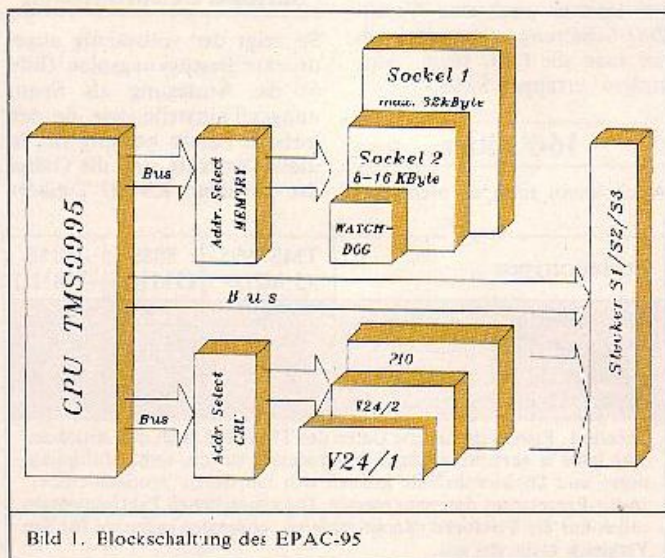 CPU TMS9995
Bus
Addr. Select
MEMORY
Sockel 1
max. 32kByte
Sockel 2
8-16 KByte
WATCH-
DOG
Bus
Bus
Addr. Select
CRU
PIO
V24/2
V24/1
Stecker S1/S2/S3
Bild 1. Blockschaltung des EPAC-95